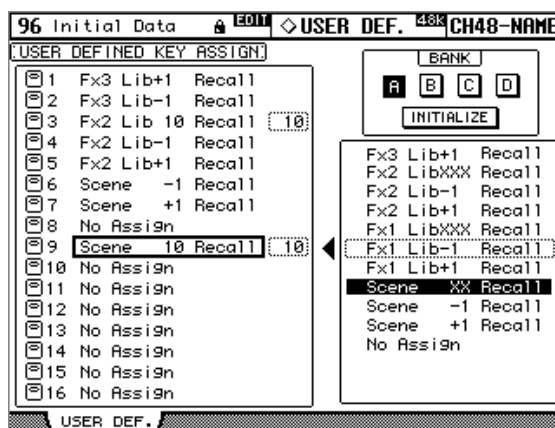 96 Initial Data EDIT ◇USER DEF. 48k CH48-NAME
USER DEFINED KEY ASSIGN
1 Fx3 Lib+1 Recall
2 Fx3 Lib-1 Recall
3 Fx2 Lib 10 Recall 10
4 Fx2 Lib-1 Recall
5 Fx2 Lib+1 Recall
6 Scene -1 Recall
7 Scene +1 Recall
8 No Assign
9 Scene 10 Recall 10
10 No Assign
11 No Assign
12 No Assign
13 No Assign
14 No Assign
15 No Assign
16 No Assign
BANK
A B C D
INITIALIZE
Fx3 Lib+1 Recall
Fx2 LibXXX Recall
Fx2 Lib-1 Recall
Fx2 Lib+1 Recall
Fx1 LibXXX Recall
Fx1 Lib-1 Recall
Fx1 Lib+1 Recall
Scene XX Recall
Scene -1 Recall
Scene +1 Recall
No Assign
USER DEF.